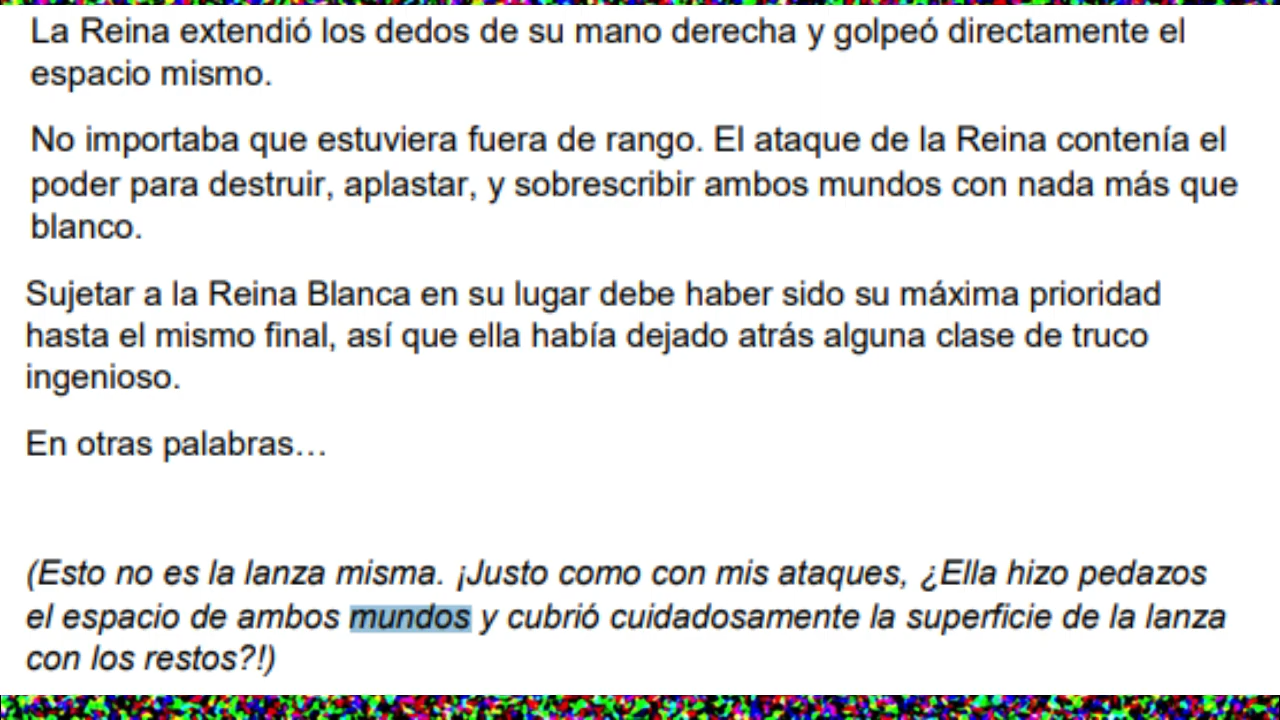 La Reina extendió los dedos de su mano derecha y golpeó directamente el
espacio mismo.
No importaba que estuviera fuera de rango. El ataque de la Reina contenía el
poder para destruir, aplastar, y sobrescribir ambos mundos con nada más que
blanco.
Sujetar a la Reina Blanca en su lugar debe haber sido su máxima prioridad
hasta el mismo final, así que ella había dejado atrás alguna clase de truco
ingenioso.
En otras palabras…
(Esto no es la lanza misma. ¡Justo como con mis ataques, ¿Ella hizo pedazos
el espacio de ambos mundos y cubrió cuidadosamente la superficie de la lanza
con los restos?!)